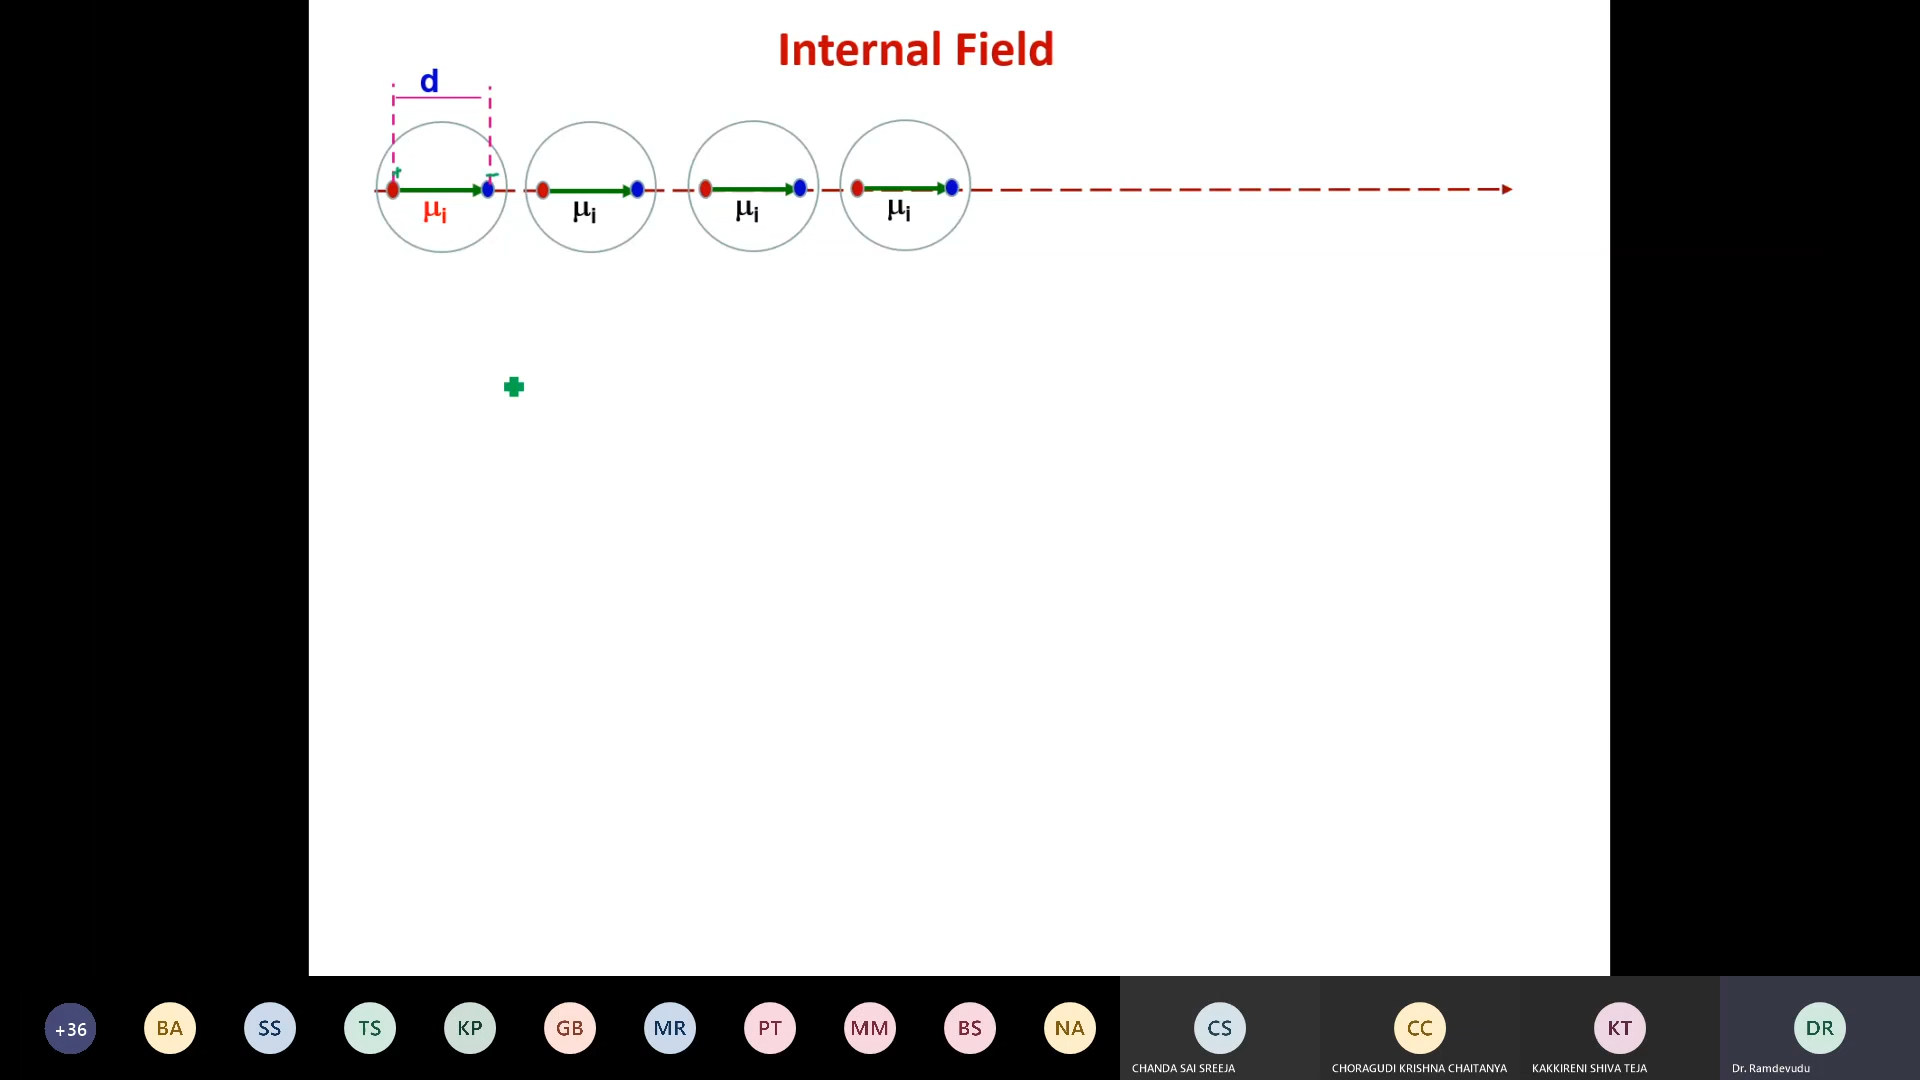 Internal Field
d
+ –
μi μi μi μi
+36 BA SS TS KP GB MR PT MM BS NA CS CC KT DR
CHANDA SAI SREEJA CHORAGUDI KRISHNA CHAITANYA KAKKIRENI SHIVA TEJA Dr. Ramdevudu